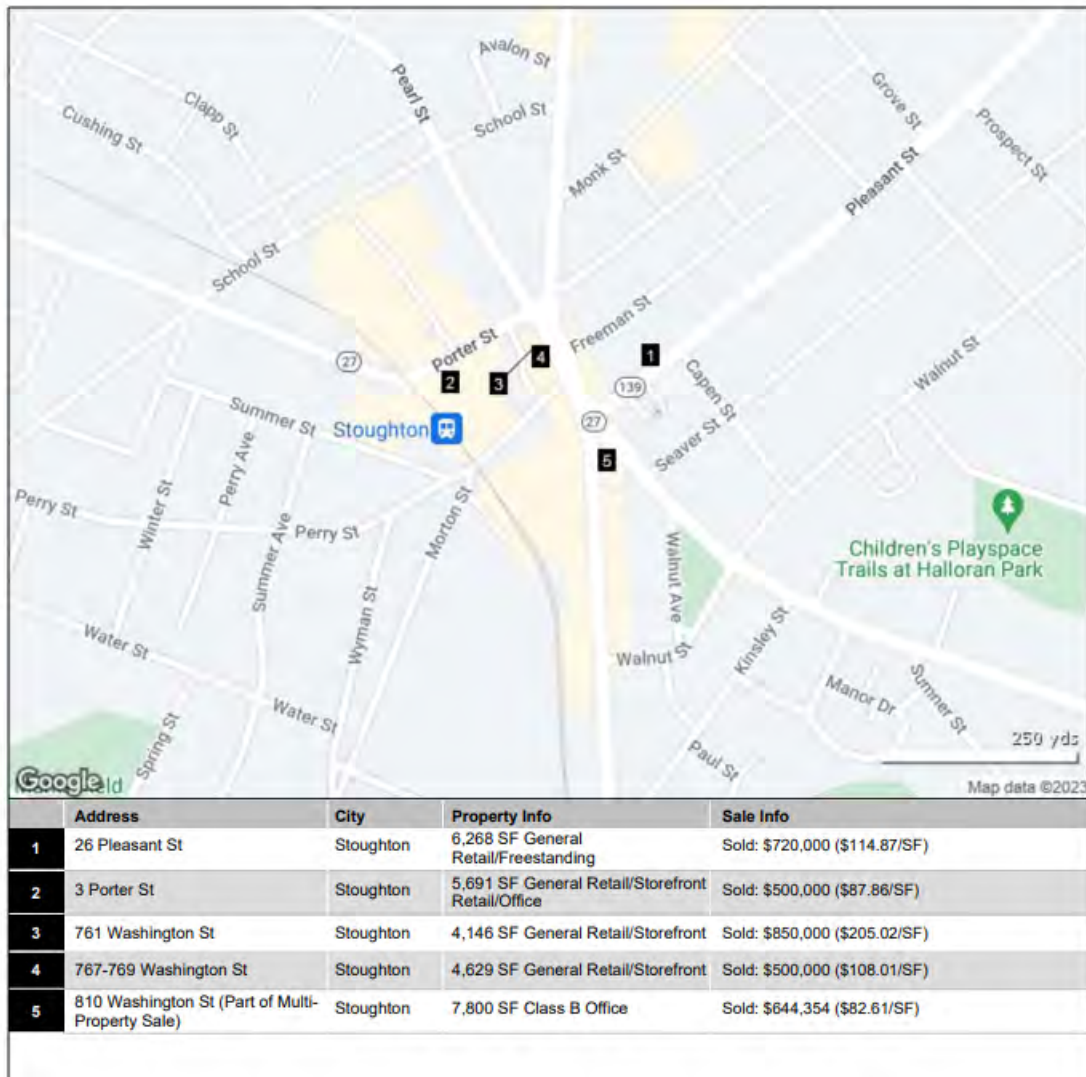 Avalon St
Pearl St
Clapp St
Cushing St
School St
Grove St
Prospect St
Monk St
Pleasant St
School St
Freeman St
Porter St
4
1
27
2
3
139
Capen St
Walnut St
Summer St
Stoughton
27
Seaver St
5
Perry Ave
Winter St
Perry St
Perry St
Morton St
Summer Ave
Children's Playspace
Trails at Halloran Park
Walnut Ave
Wyman St
Kinsley St
Water St
Walnut St
Manor Dr
Sumner St
Water St
Spring St
Paul St
250 yds
Google
Map data ©2023
Address City Property Info Sale Info
1 26 Pleasant St Stoughton 6,268 SF General Sold: $720,000 ($114.87/SF)
Retail/Freestanding
2 3 Porter St Stoughton 5,691 SF General Retail/Storefront Sold: $500,000 ($87.86/SF)
Retail/Office
3 761 Washington St Stoughton 4,146 SF General Retail/Storefront Sold: $850,000 ($205.02/SF)
4 767-769 Washington St Stoughton 4,629 SF General Retail/Storefront Sold: $500,000 ($108.01/SF)
5 810 Washington St (Part of Multi- Stoughton 7,800 SF Class B Office Sold: $644,354 ($82.61/SF)
Property Sale)